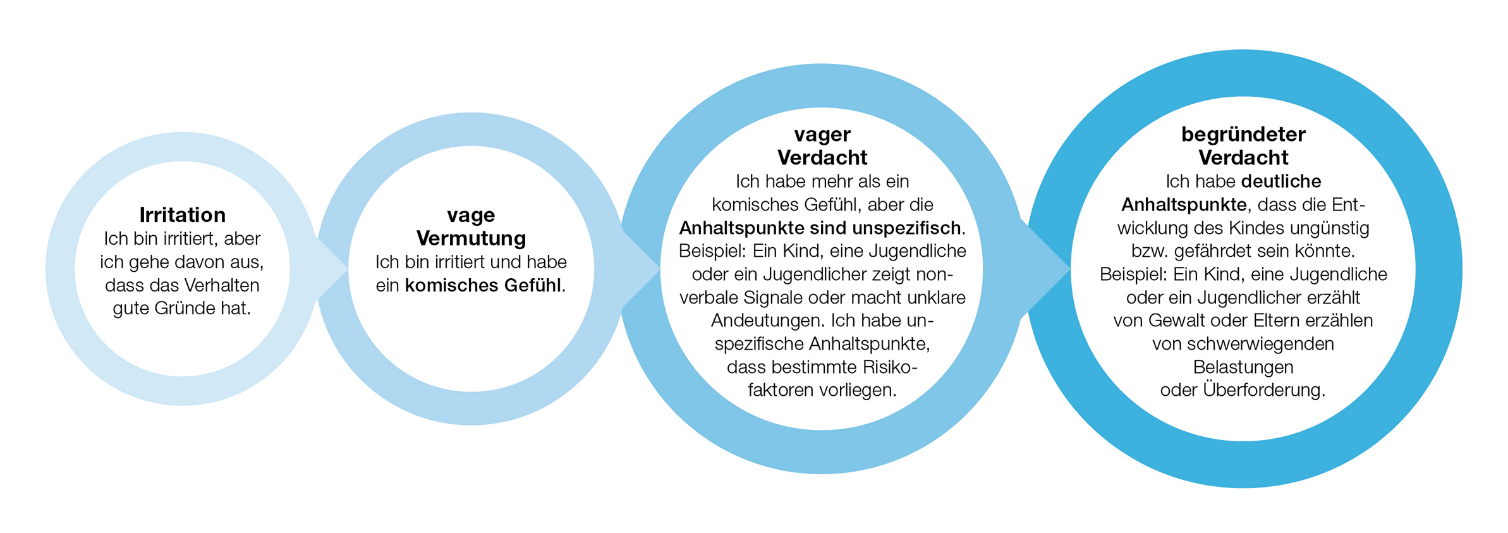 Irritation
Ich bin irritiert, aber
ich gehe davon aus,
dass das Verhalten
gute Gründe hat.
vage
Vermutung
Ich bin irritiert und habe
ein komisches Gefühl.
vager
Verdacht
Ich habe mehr als ein
komisches Gefühl, aber die
Anhaltspunkte sind unspezifisch.
Beispiel: Ein Kind, eine Jugendliche
oder ein Jugendlicher zeigt non-
verbale Signale oder macht unklare
Andeutungen. Ich habe un-
spezifische Anhaltspunkte,
dass bestimmte Risiko-
faktoren vorliegen.
begründeter
Verdacht
Ich habe deutliche
Anhaltspunkte, dass die Ent-
wicklung des Kindes ungünstig
bzw. gefährdet sein könnte.
Beispiel: Ein Kind, eine Jugendliche
oder ein Jugendlicher erzählt
von Gewalt oder Eltern erzählen
von schwerwiegenden
Belastungen
oder Überforderung.